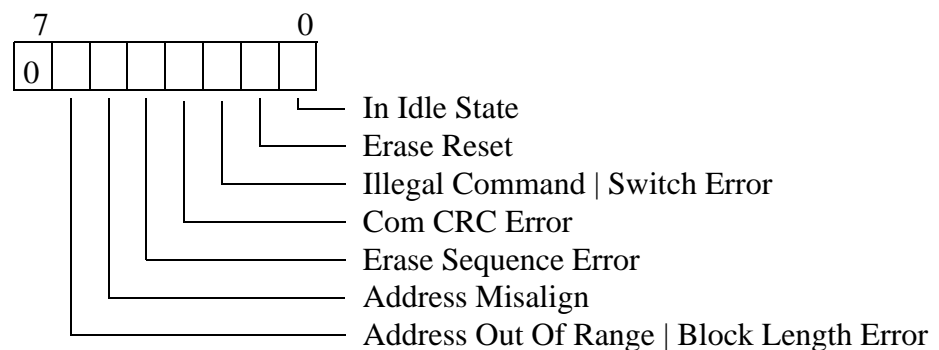 7 0
0
In Idle State
Erase Reset
Illegal Command | Switch Error
Com CRC Error
Erase Sequence Error
Address Misalign
Address Out Of Range | Block Length Error